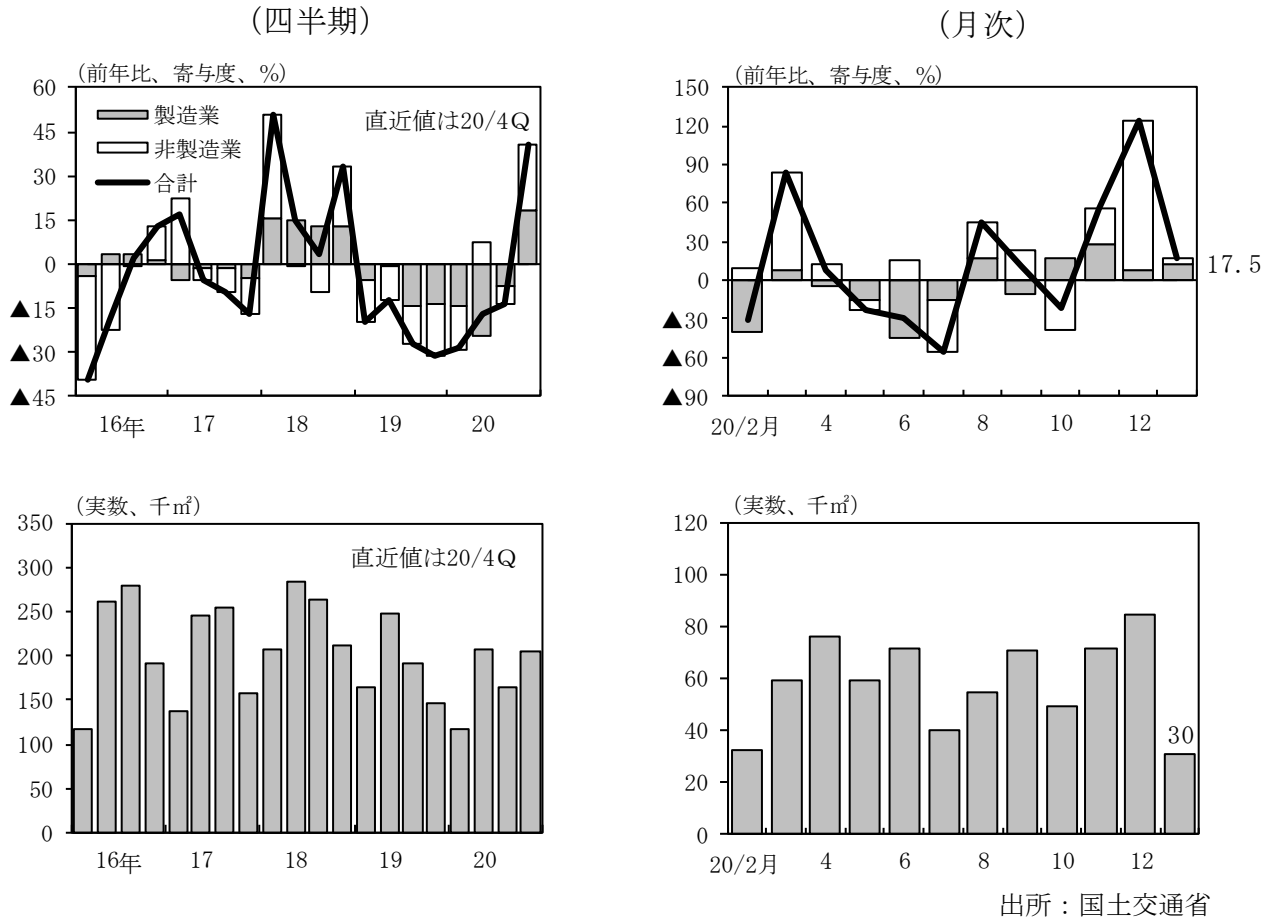 (四半期)
(月次)
(前年比、寄与度、%)
60
45
30
15
0
▲15
▲30
▲45
製造業
非製造業
合計
直近値は20/4Q
16年 17 18 19 20
(前年比、寄与度、%)
150
120
90
60
30
0
▲30
▲60
▲90
17.5
20/2月 4 6 8 10 12
(実数、千㎡)
350
300
250
200
150
100
50
0
直近値は20/4Q
16年 17 18 19 20
(実数、千㎡)
120
100
80
60
40
20
0
30
20/2月 4 6 8 10 12
出所：国土交通省